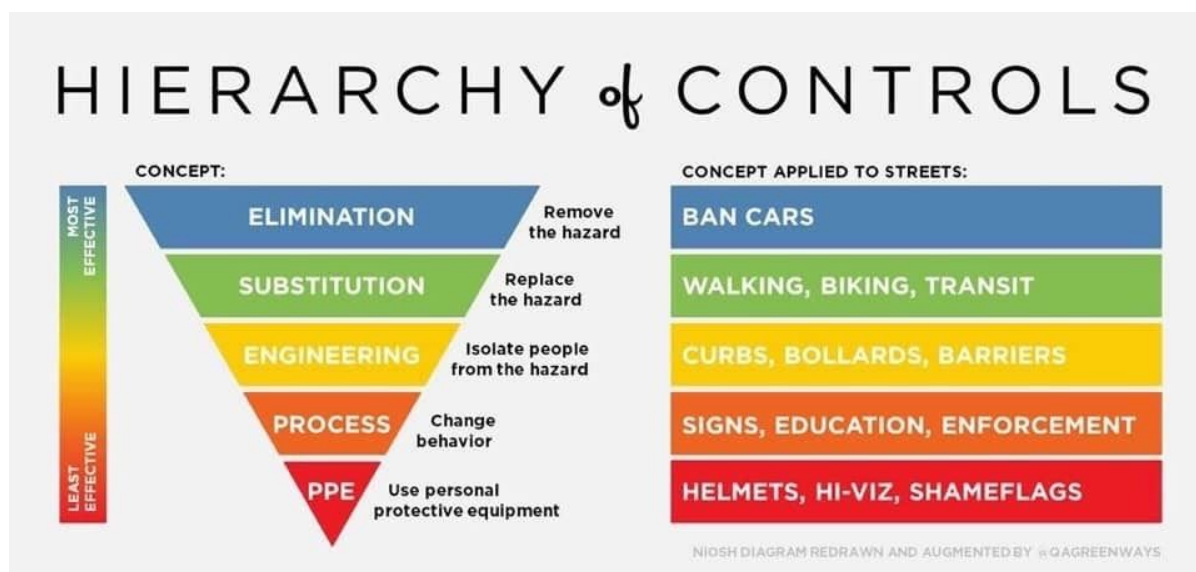 HIERARCHY of CONTROLS
CONCEPT:
MOST
EFFECTIVE
LEAST
EFFECTIVE
ELIMINATION
Remove
the hazard
SUBSTITUTION
Replace
the hazard
ENGINEERING
Isolate people
from the hazard
PROCESS
Change
behavior
PPE
Use personal
protective equipment
CONCEPT APPLIED TO STREETS:
BAN CARS
WALKING, BIKING, TRANSIT
CURBS, BOLLARDS, BARRIERS
SIGNS, EDUCATION, ENFORCEMENT
HELMETS, HI-VIZ, SHAMEFLAGS
NIOSH DIAGRAM REDRAWN AND AUGMENTED BY @QAGREENWAYS